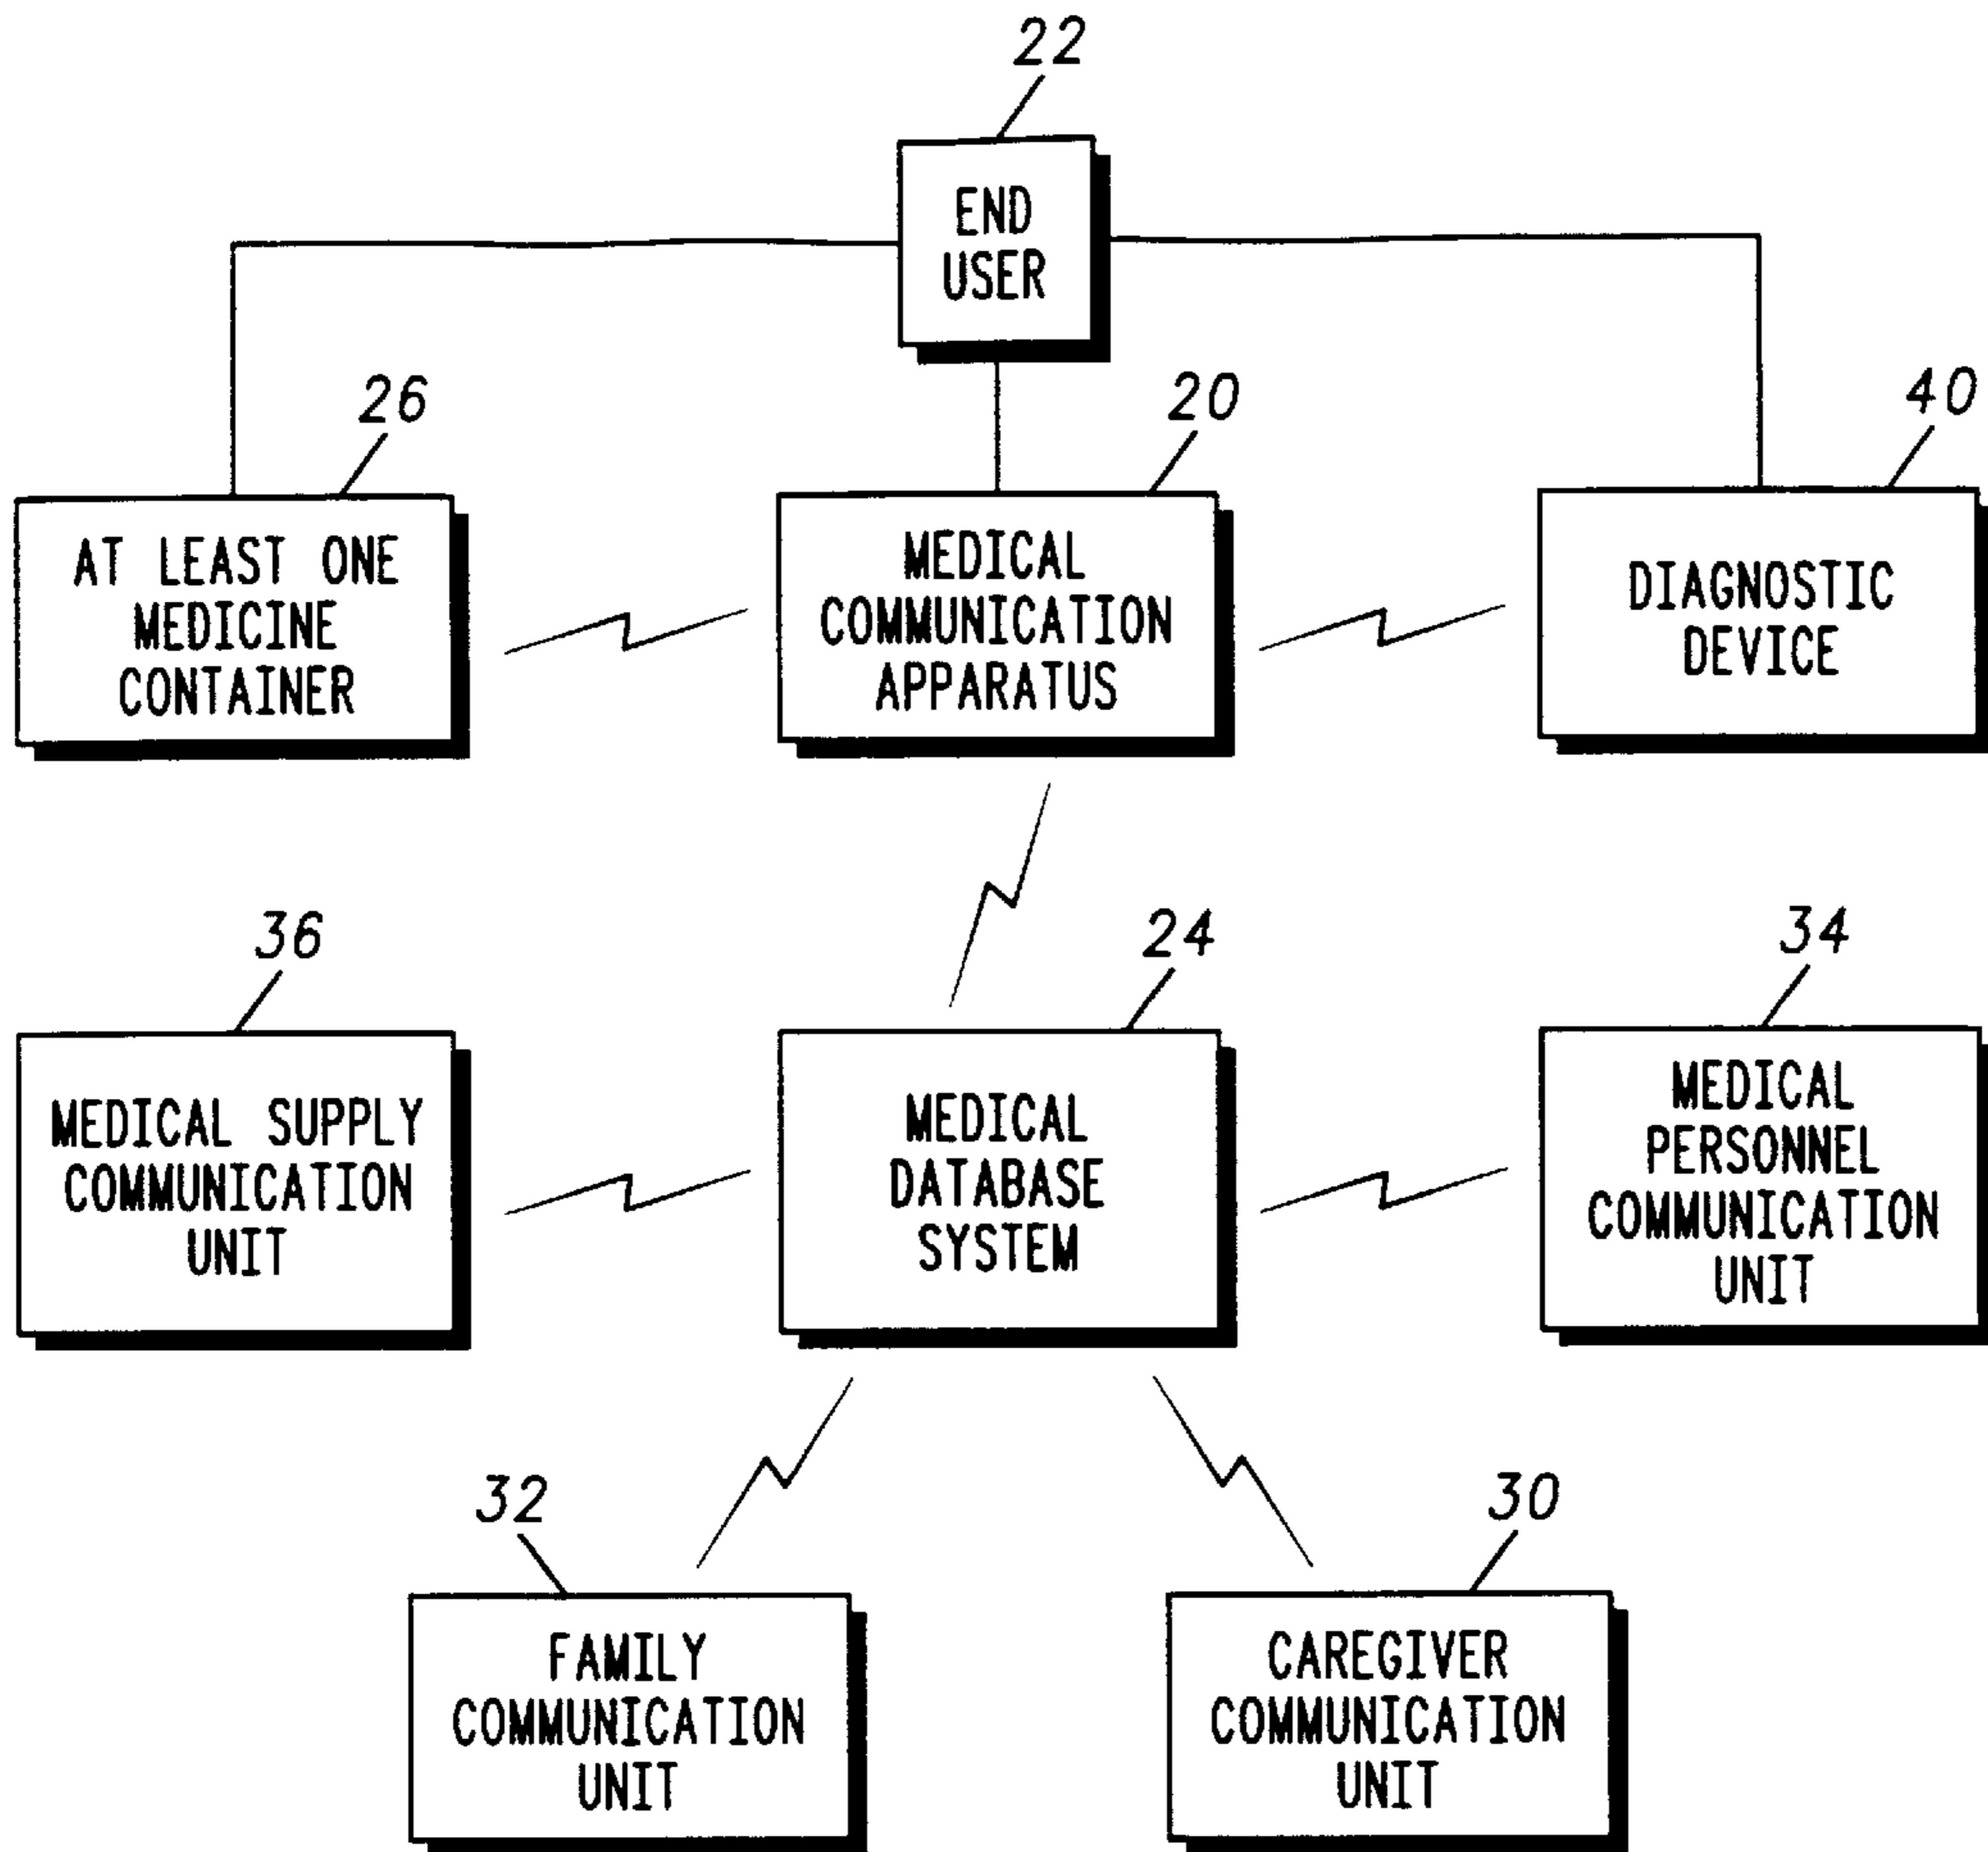 22
END
USER
26
20
40
AT LEAST ONE
MEDICINE
CONTAINER
MEDICAL
COMMUNICATION
APPARATUS
DIAGNOSTIC
DEVICE
36
24
34
MEDICAL SUPPLY
COMMUNICATION
UNIT
MEDICAL
DATABASE
SYSTEM
MEDICAL
PERSONNEL
COMMUNICATION
UNIT
32
30
FAMILY
COMMUNICATION
UNIT
CAREGIVER
COMMUNICATION
UNIT